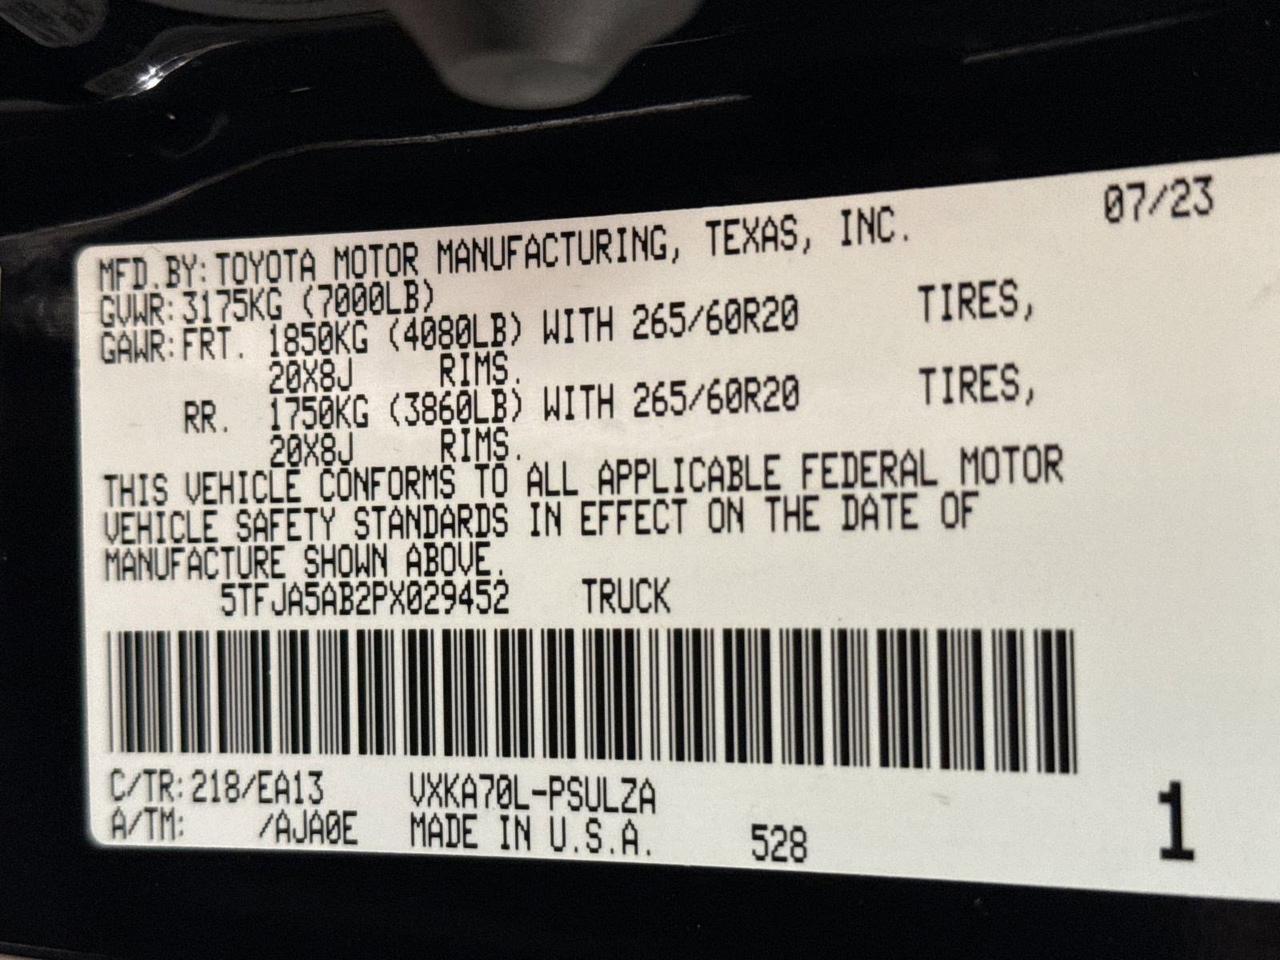 07/23
MFD.BY:TOYOTA MOTOR MANUFACTURING, TEXAS, INC.
GVWR:3175KG (7000LB)
GAWR:FRT. 1850KG (4080LB) WITH 265/60R20 TIRES,
20X8J RIMS.
RR. 1750KG (3860LB) WITH 265/60R20 TIRES,
20X8J RIMS.
THIS VEHICLE CONFORMS TO ALL APPLICABLE FEDERAL MOTOR
VEHICLE SAFETY STANDARDS IN EFFECT ON THE DATE OF
MANUFACTURE SHOWN ABOVE.
5TFJA5AB2PX029452 TRUCK
C/TR:218/EA13 VXKA70L-PSULZA
A/TM: /AJA0E MADE IN U.S.A. 528 1